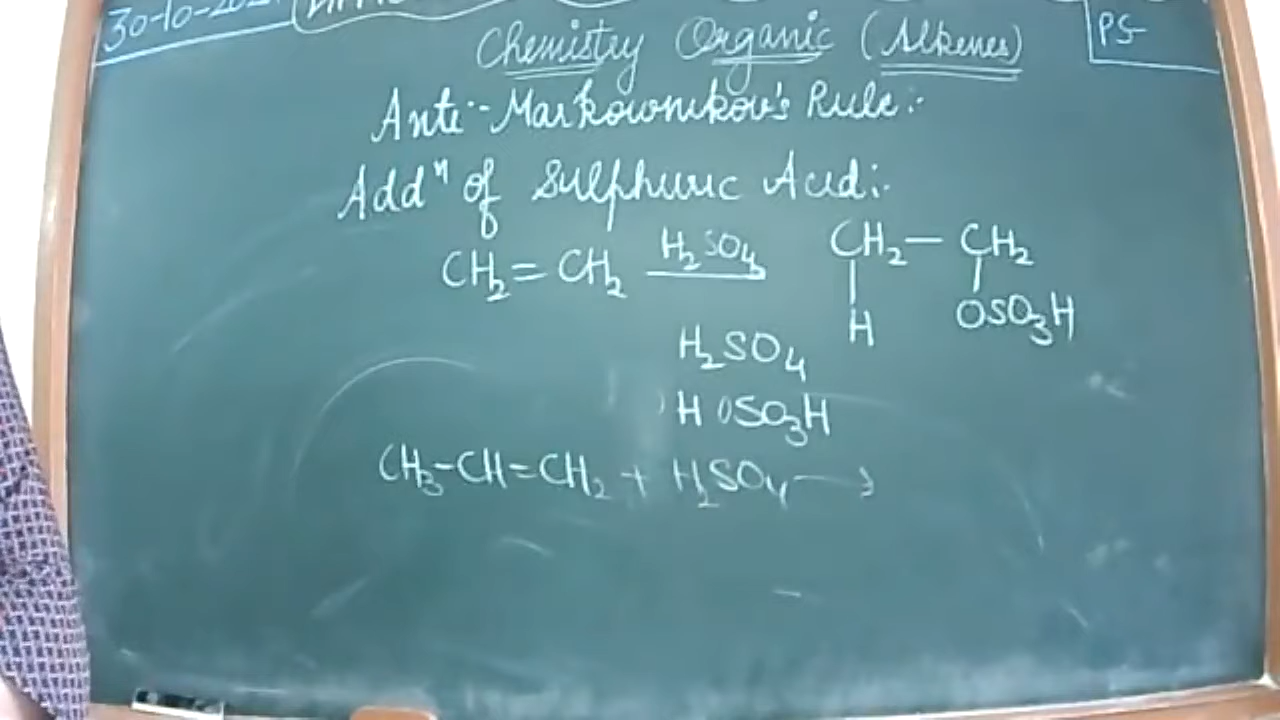 30-10-202
Chemistry Organic (Alkenes)
PS-
Anti-Markownikov's Rule:-
Addⁿ of Sulphuric Acid:-
CH₂=CH₂ H₂SO₄ CH₂—CH₂
H OSO₃H
H₂SO₄
H OSO₃H
CH₃-CH=CH₂ + H₂SO₄ →